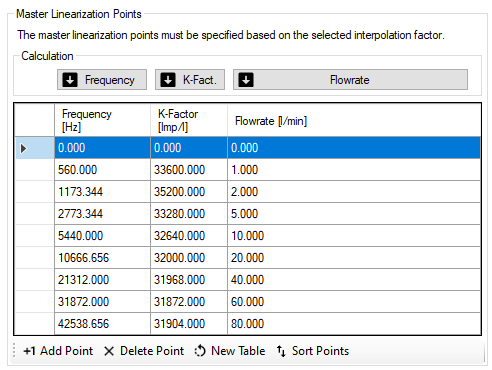 Master Linearization Points
The master linearization points must be specified based on the selected interpolation factor.
Calculation
Frequency K-Fact. Flowrate
Frequency [Hz] K-Factor [Imp/l] Flowrate [l/min]
0.000 0.000 0.000
560.000 33600.000 1.000
1173.344 35200.000 2.000
2773.344 33280.000 5.000
5440.000 32640.000 10.000
10666.656 32000.000 20.000
21312.000 31968.000 40.000
31872.000 31872.000 60.000
42538.656 31904.000 80.000
+1 Add Point Delete Point New Table Sort Points